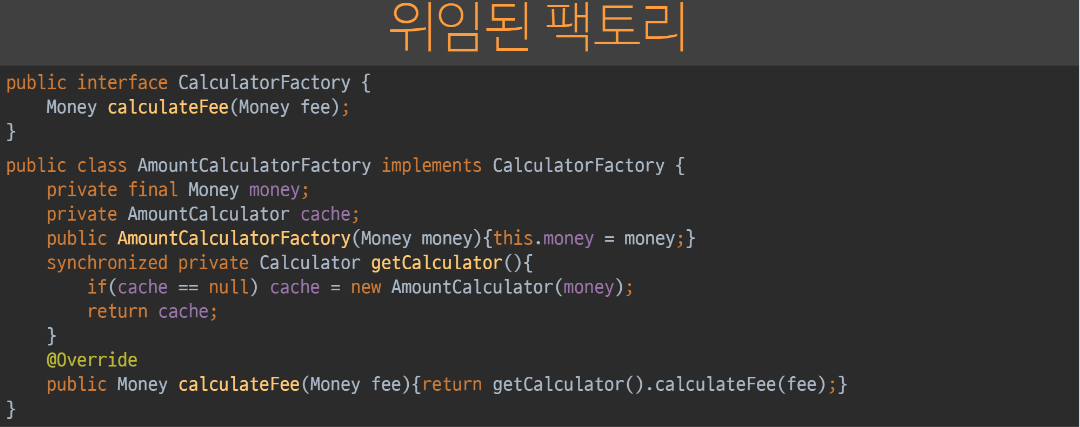 위임된 팩토리
public interface CalculatorFactory {
    Money calculateFee(Money fee);
}
public class AmountCalculatorFactory implements CalculatorFactory {
    private final Money money;
    private AmountCalculator cache;
    public AmountCalculatorFactory(Money money){this.money = money;}
    synchronized private Calculator getCalculator(){
        if(cache == null) cache = new AmountCalculator(money);
        return cache;
    }
    @Override
    public Money calculateFee(Money fee){return getCalculator().calculateFee(fee);}
}